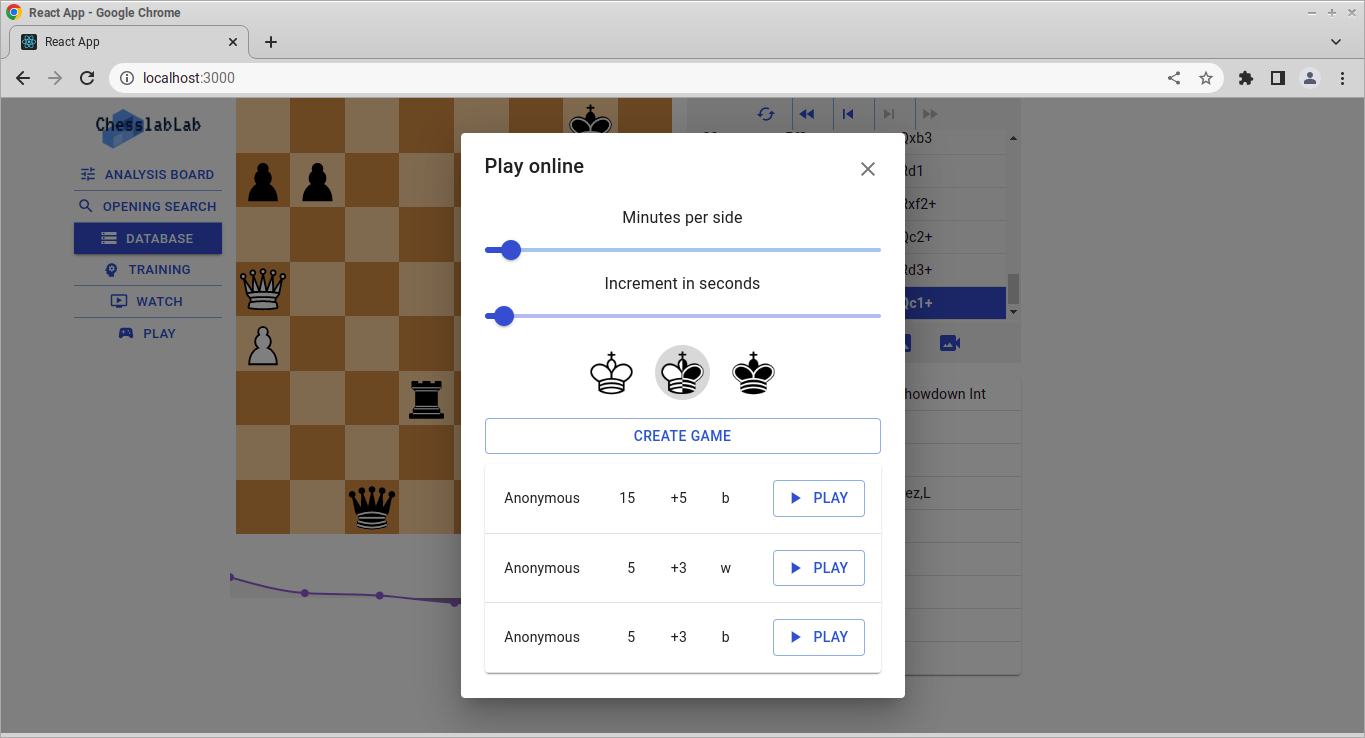 React App - Google Chrome
React App
localhost:3000
ChesslabLab
ANALYSIS BOARD
OPENING SEARCH
DATABASE
TRAINING
WATCH
PLAY
Play online
Minutes per side
Increment in seconds
CREATE GAME
Anonymous 15 +5 b PLAY
Anonymous 5 +3 w PLAY
Anonymous 5 +3 b PLAY
Qxb3
Rd1
Rxf2+
Qc2+
Rd3+
Qc1+
howdown Int
ez,L